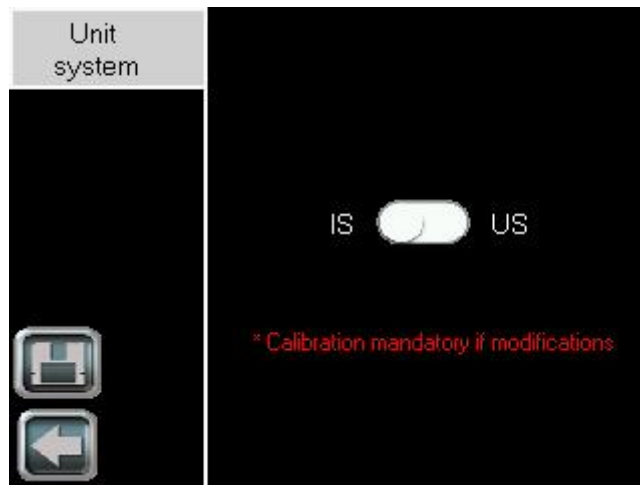 Unit
system
IS
US
* Calibration mandatory if modifications